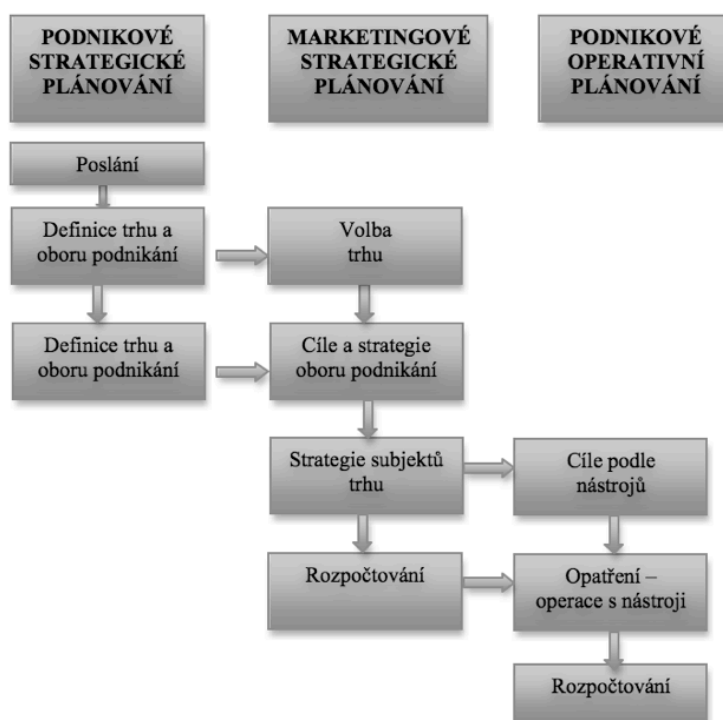 PODNIKOVÉ
STRATEGICKÉ
PLÁNOVÁNÍ
MARKETINGOVÉ
STRATEGICKÉ
PLÁNOVÁNÍ
PODNIKOVÉ
OPERATIVNÍ
PLÁNOVÁNÍ
Poslání
Definice trhu a
oboru podnikání
Volba
trhu
Definice trhu a
oboru podnikání
Cíle a strategie
oboru podnikání
Strategie subjektů
trhu
Cíle podle
nástrojů
Rozpočtování
Opatření –
operace s nástroji
Rozpočtování